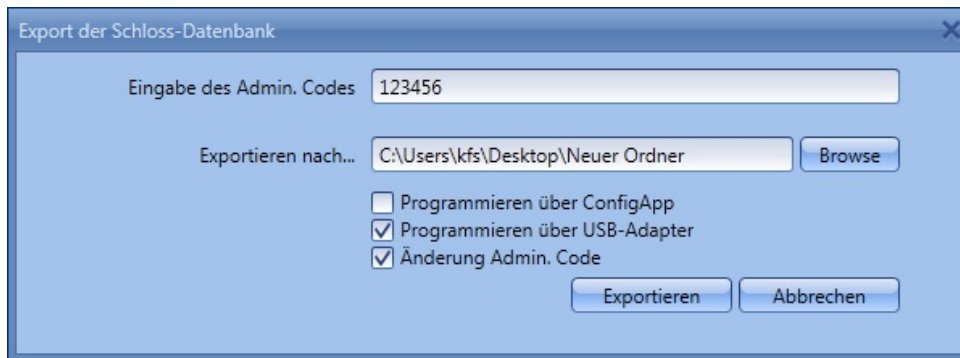 Export der Schloss-Datenbank
Eingabe des Admin. Codes 123456
Exportieren nach... C:\Users\kfs\Desktop\Neuer Ordner Browse
Programmieren über ConfigApp
Programmieren über USB-Adapter
Änderung Admin. Code
Exportieren Abbrechen